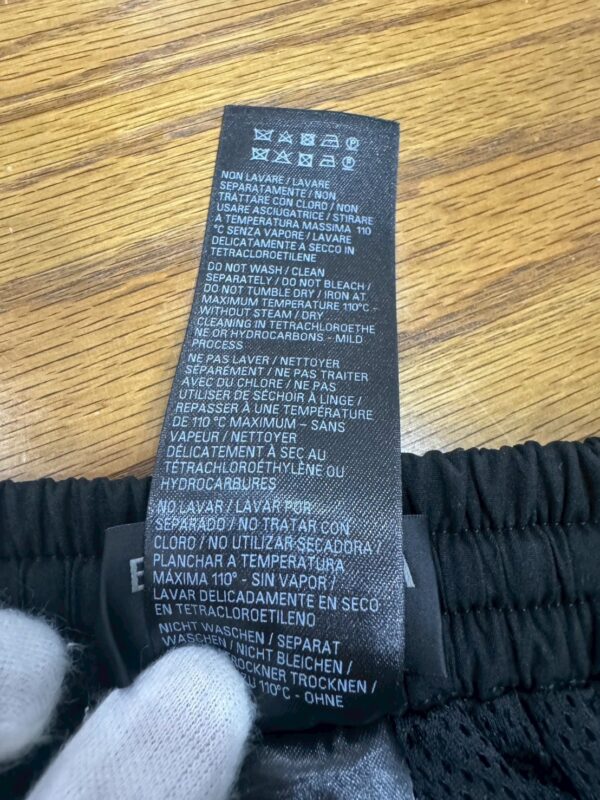 NON LAVARE / LAVARE
SEPARATAMENTE / NON
TRATTARE CON CLORO / NON
USARE ASCIUGATRICE / STIRARE
A TEMPERATURA MASSIMA 110
°C SENZA VAPORE / LAVARE
DELICATAMENTE A SECCO IN
TETRACLOROETILENE
DO NOT WASH / CLEAN
SEPARATELY / DO NOT BLEACH /
DO NOT TUMBLE DRY / IRON AT
MAXIMUM TEMPERATURE 110°C -
WITHOUT STEAM / DRY
CLEANING IN TETRACHLOROETHE
NE OR HYDROCARBONS - MILD
PROCESS
NE PAS LAVER / NETTOYER
SÉPARÉMENT / NE PAS TRAITER
AVEC DU CHLORE / NE PAS
UTILISER DE SÉCHOIR À LINGE /
REPASSER À UNE TEMPÉRATURE
DE 110 °C MAXIMUM – SANS
VAPEUR / NETTOYER
DÉLICATEMENT À SEC AU
TÉTRACHLOROÉTHYLÈNE OU
HYDROCARBURES
NO LAVAR / LAVAR POR
SEPARADO / NO TRATAR CON
CLORO / NO UTILIZAR SECADORA /
PLANCHAR A TEMPERATURA
MÁXIMA 110° - SIN VAPOR /
LAVAR DELICADAMENTE EN SECO
EN TETRACLOROETILENO
NICHT WASCHEN / SEPARAT
WASCHEN / NICHT BLEICHEN /
TROCKNER TROCKNEN /
ZU 110°C - OHNE